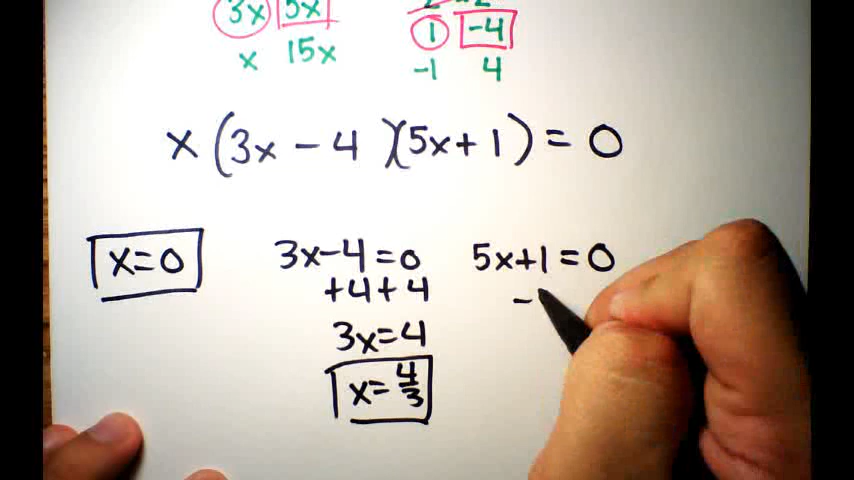 3x 5x
1 -4
x 15x
-1 4
x(3x-4)(5x+1)=0
x=0
3x-4=0
+4+4
3x=4
x=4/3
5x+1=0
-